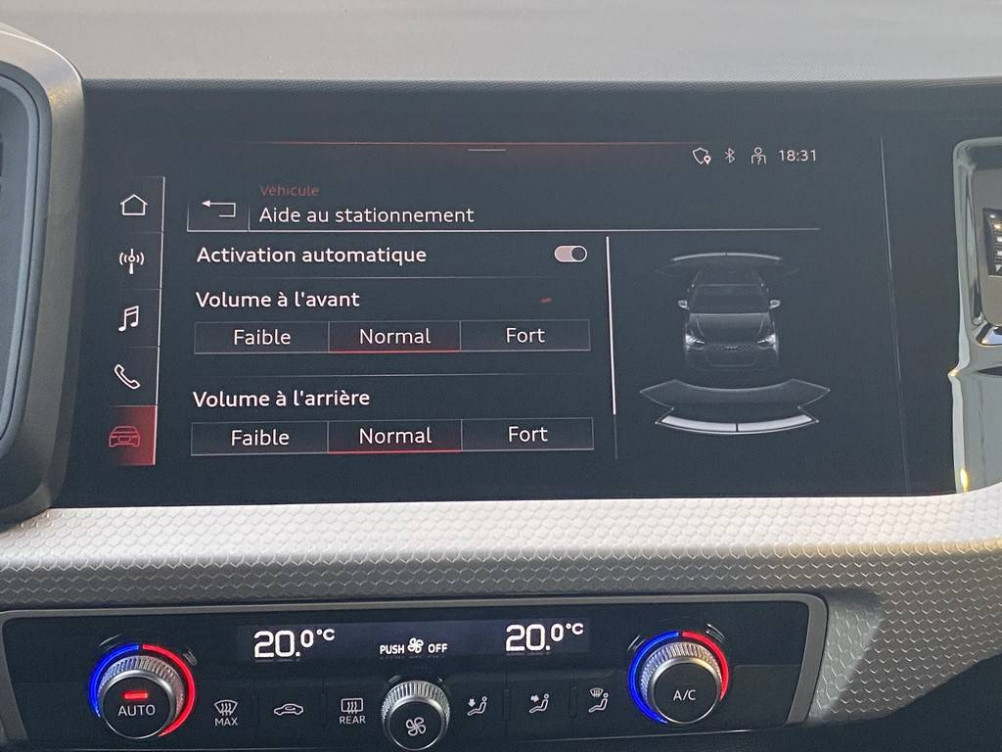 18:31
Véhicule
Aide au stationnement
Activation automatique
Volume à l'avant
Faible Normal Fort
Volume à l'arrière
Faible Normal Fort
20.0°C PUSH OFF 20.0°C
AUTO MAX REAR A/C